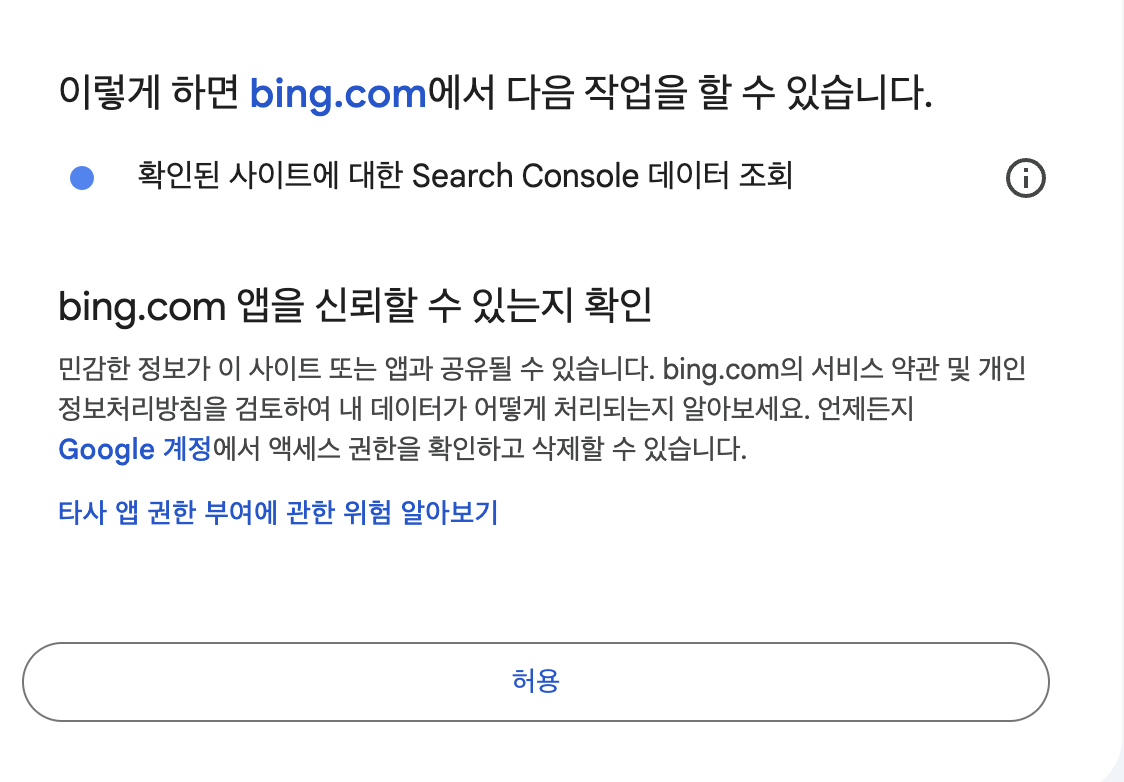 이렇게 하면 bing.com에서 다음 작업을 할 수 있습니다.
확인된 사이트에 대한 Search Console 데이터 조회
bing.com 앱을 신뢰할 수 있는지 확인
민감한 정보가 이 사이트 또는 앱과 공유될 수 있습니다. bing.com의 서비스 약관 및 개인
정보처리방침을 검토하여 내 데이터가 어떻게 처리되는지 알아보세요. 언제든지
Google 계정에서 액세스 권한을 확인하고 삭제할 수 있습니다.
타사 앱 권한 부여에 관한 위험 알아보기
허용